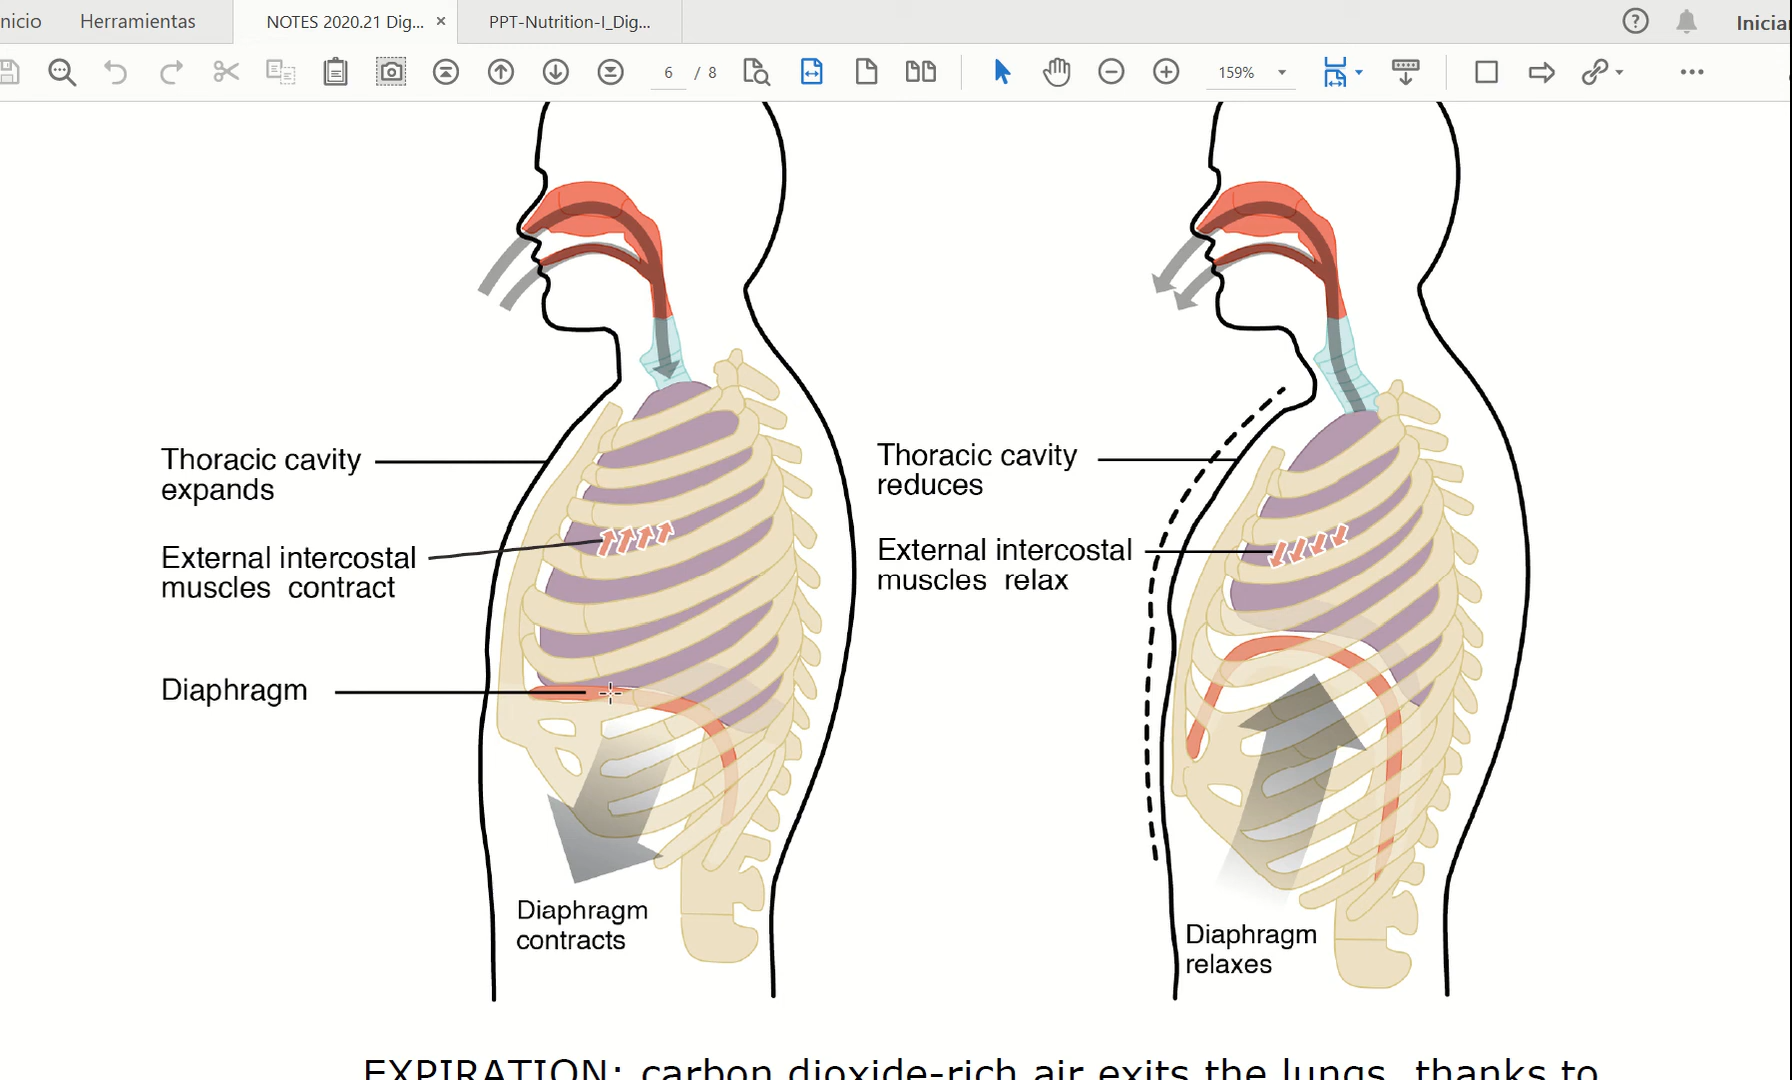 nicio
Herramientas
NOTES 2020.21 Dig... ×
PPT-Nutrition-I_Dig...
Inicia
6 / 8
159%
Thoracic cavity
expands
External intercostal
muscles contract
Diaphragm
Diaphragm
contracts
Thoracic cavity
reduces
External intercostal
muscles relax
Diaphragm
relaxes
EXPIRATION: carbon dioxide-rich air exits the lungs, thanks to